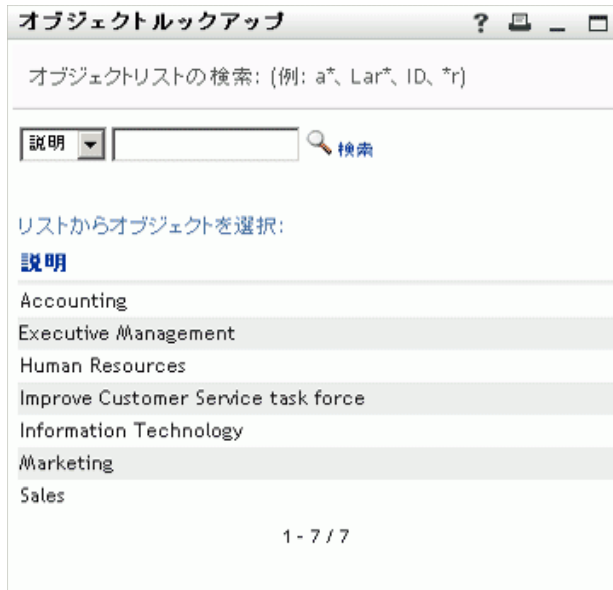 オブジェクトルックアップ ?
オブジェクトリストの検索: (例: a*、Lar*、ID、*r)
説明 検索
リストからオブジェクトを選択:
説明
Accounting
Executive Management
Human Resources
Improve Customer Service task force
Information Technology
Marketing
Sales
1 - 7 / 7